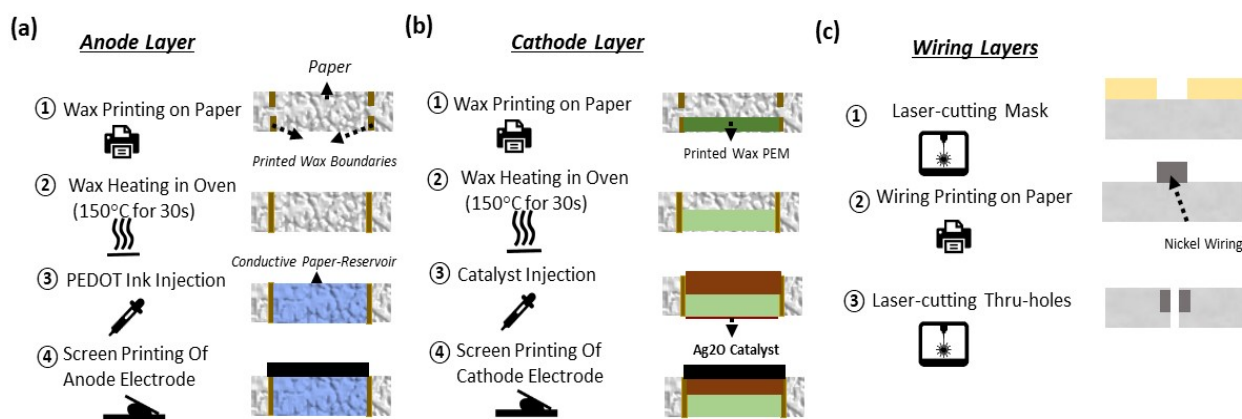 (a)
Anode Layer
Paper
① Wax Printing on Paper
Printed Wax Boundaries
② Wax Heating in Oven
(150°C for 30s)
Conductive Paper-Reservoir
③ PEDOT Ink Injection
④ Screen Printing Of
Anode Electrode
(b)
Cathode Layer
① Wax Printing on Paper
Printed Wax PEM
② Wax Heating in Oven
(150°C for 30s)
③ Catalyst Injection
Ag2O Catalyst
④ Screen Printing Of
Cathode Electrode
(c)
Wiring Layers
① Laser-cutting Mask
② Wiring Printing on Paper
Nickel Wiring
③ Laser-cutting Thru-holes